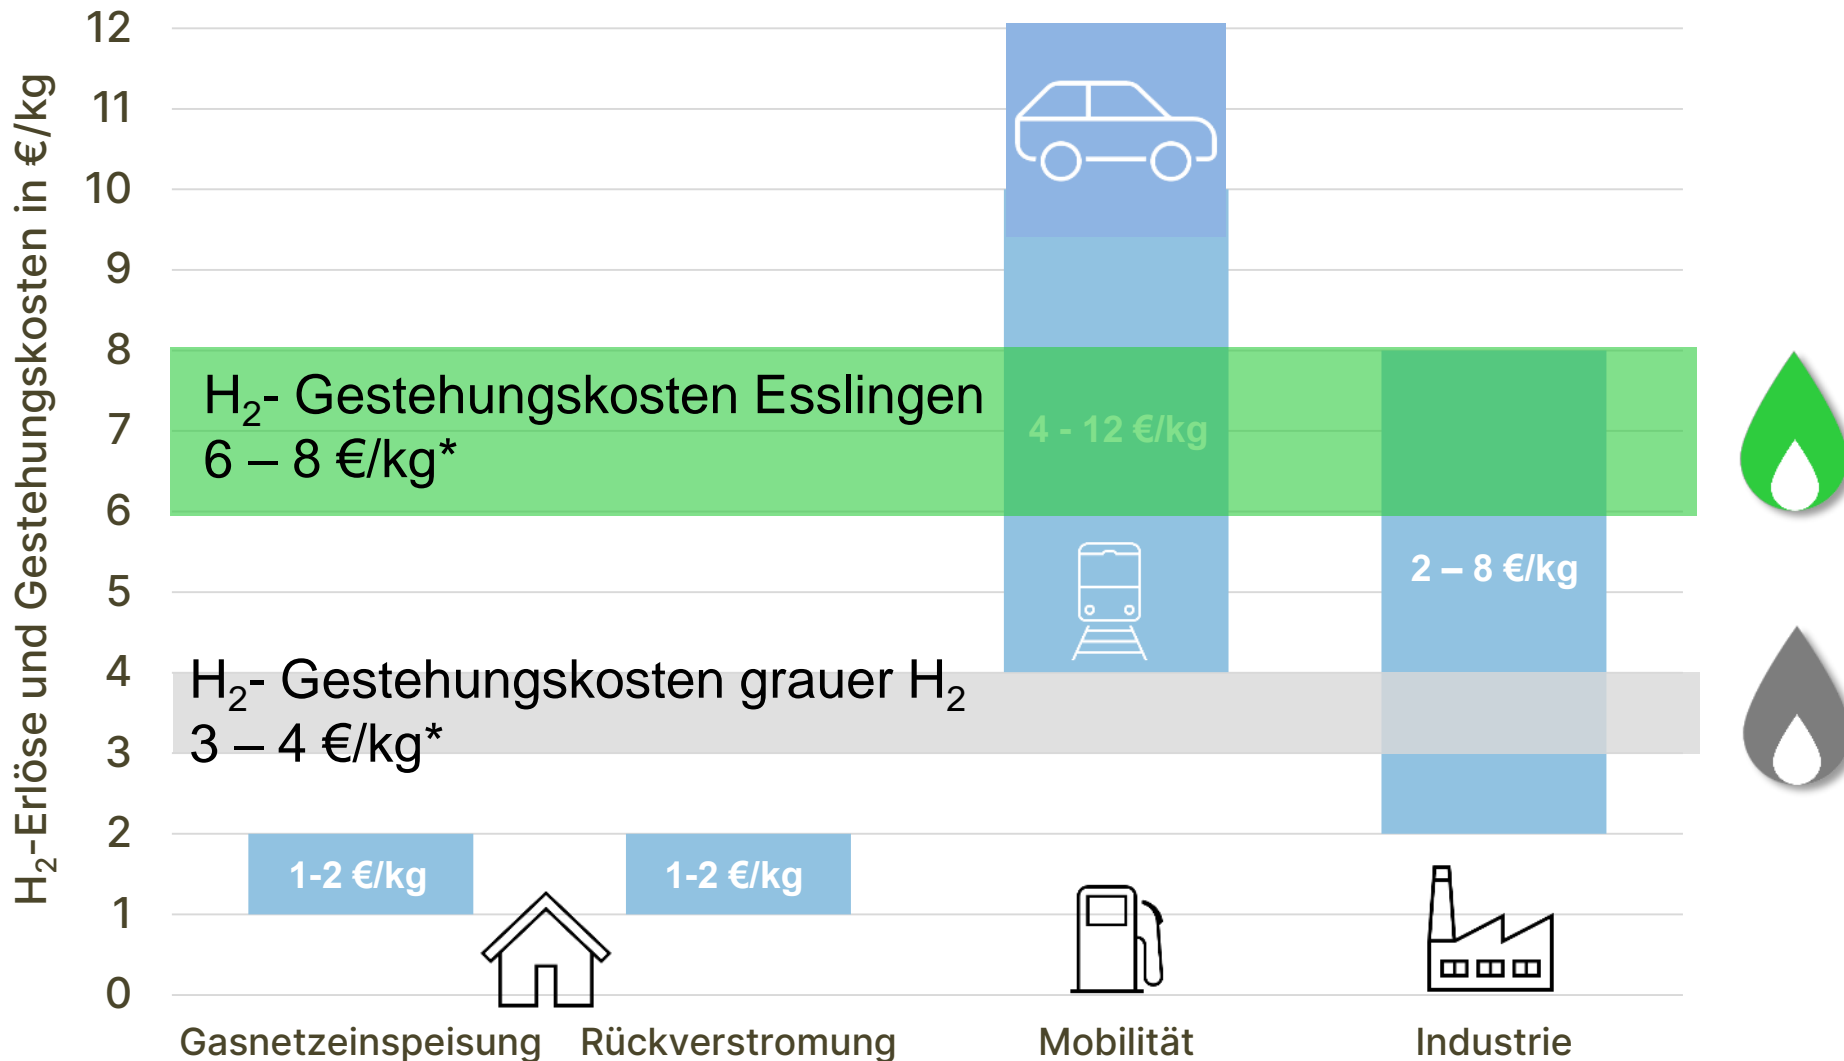 H₂-Erlöse und Gestehungskosten in €/kg
12
11
10
9
8
7
6
5
4
3
2
1
0
H₂- Gestehungskosten Esslingen
6 – 8 €/kg*
4 - 12 €/kg
2 – 8 €/kg
H₂- Gestehungskosten grauer H₂
3 – 4 €/kg*
1-2 €/kg
1-2 €/kg
Gasnetzeinspeisung
Rückverstromung
Mobilität
Industrie